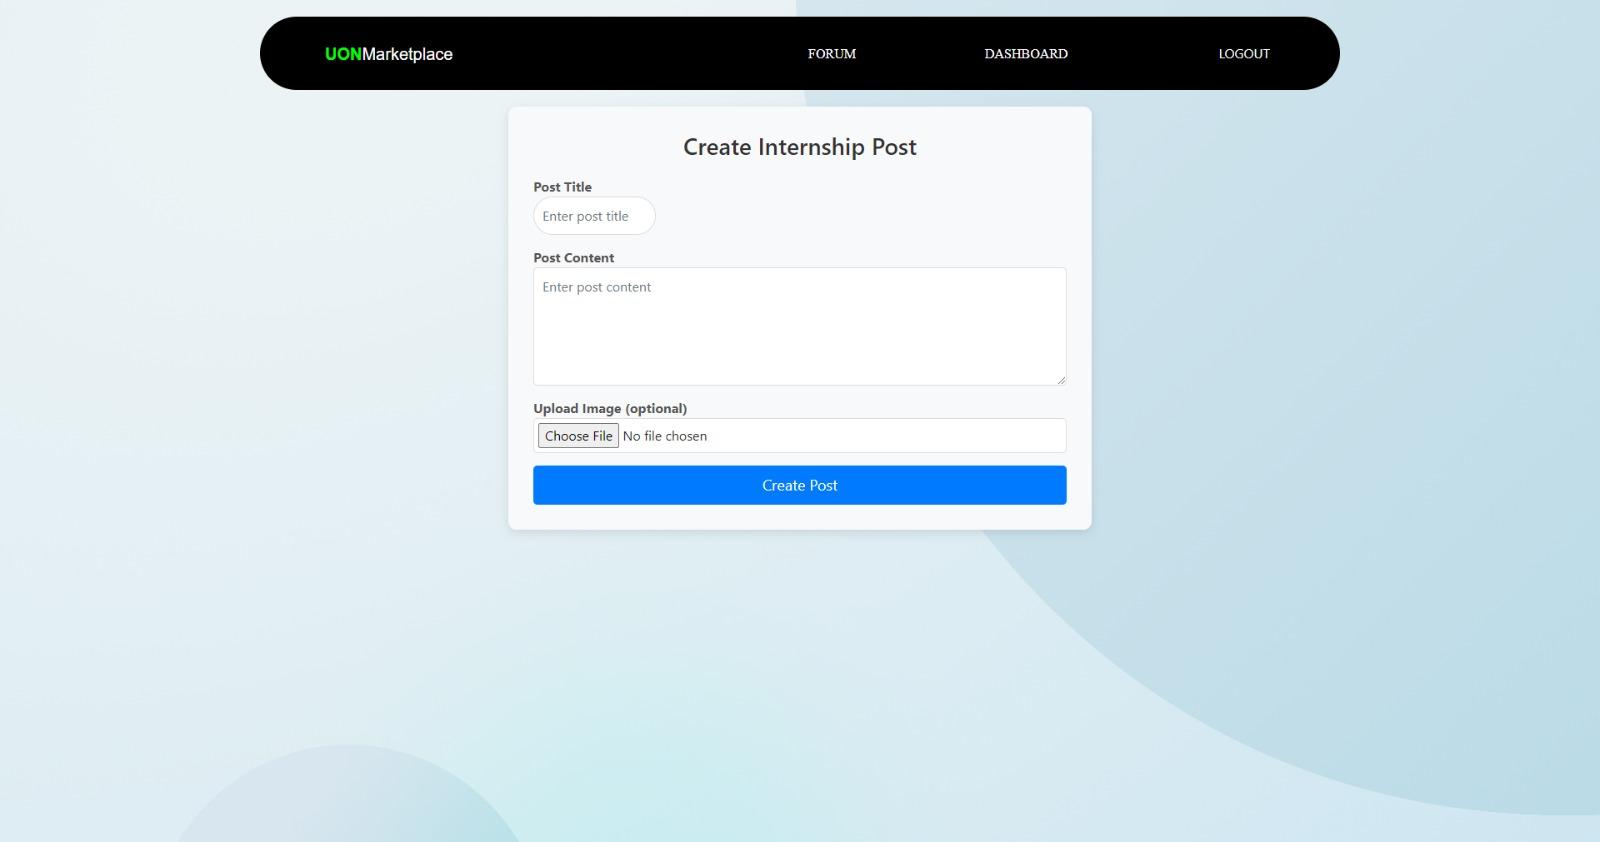 UONMarketplace FORUM DASHBOARD LOGOUT
Create Internship Post
Post Title
Enter post title
Post Content
Enter post content
Upload Image (optional)
Choose File No file chosen
Create Post